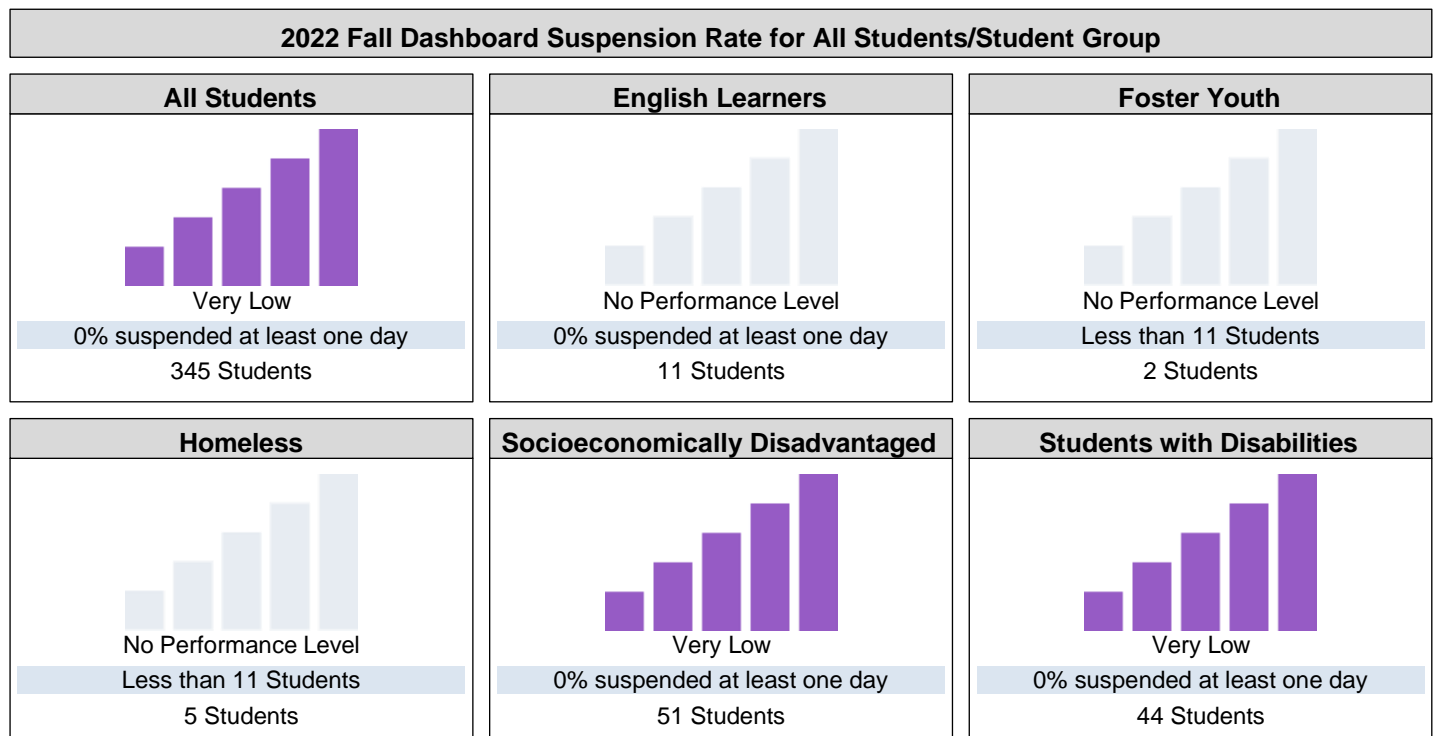 2022 Fall Dashboard Suspension Rate for All Students/Student Group
All Students
Very Low
0% suspended at least one day
345 Students
English Learners
No Performance Level
0% suspended at least one day
11 Students
Foster Youth
No Performance Level
Less than 11 Students
2 Students
Homeless
No Performance Level
Less than 11 Students
5 Students
Socioeconomically Disadvantaged
Very Low
0% suspended at least one day
51 Students
Students with Disabilities
Very Low
0% suspended at least one day
44 Students